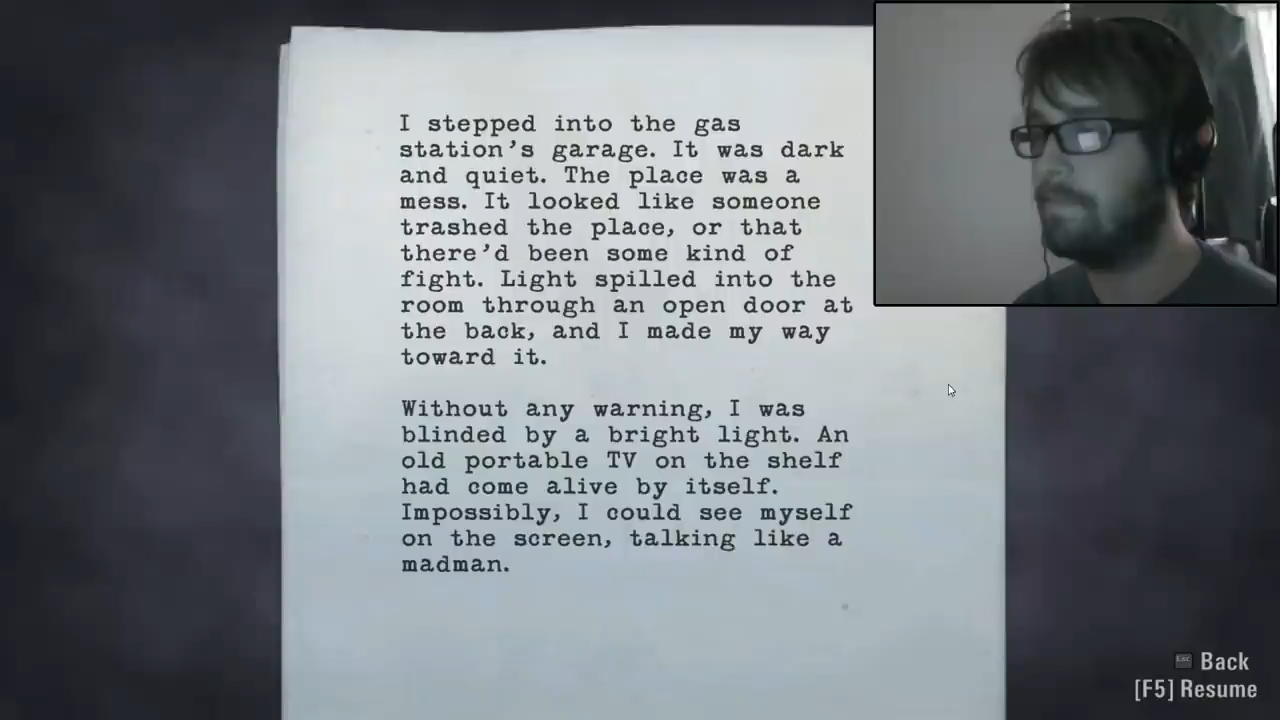 I stepped into the gas
station's garage. It was dark
and quiet. The place was a
mess. It looked like someone
trashed the place, or that
there'd been some kind of
fight. Light spilled into the
room through an open door at
the back, and I made my way
toward it.
Without any warning, I was
blinded by a bright light. An
old portable TV on the shelf
had come alive by itself.
Impossibly, I could see myself
on the screen, talking like a
madman.
Esc Back
[F5] Resume